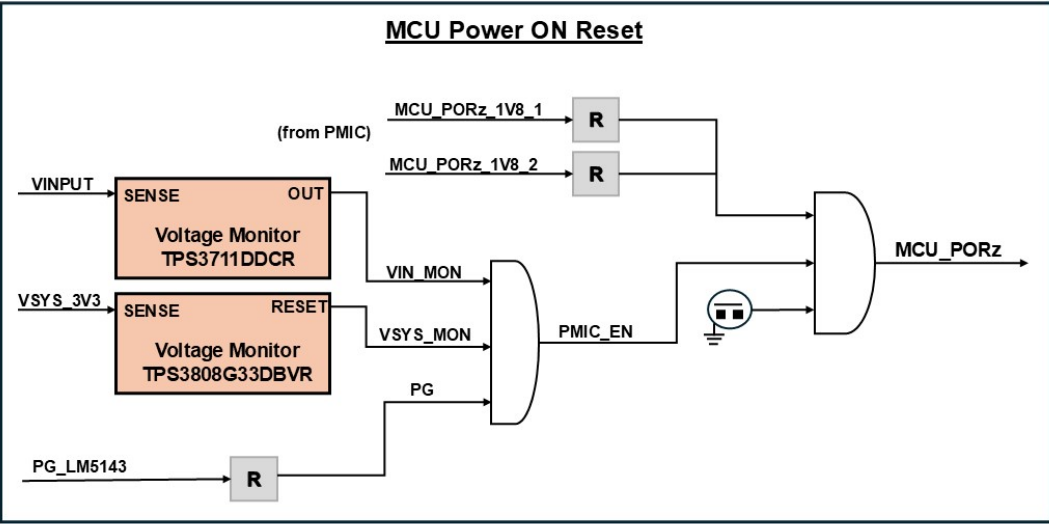 MCU Power ON Reset
MCU_PORz_1V8_1
R
(from PMIC)
MCU_PORz_1V8_2
R
VINPUT
SENSE
OUT
Voltage Monitor
TPS3711DDCR
MCU_PORz
VIN_MON
VSYS_3V3
SENSE
RESET
Voltage Monitor
TPS3808G33DBVR
VSYS_MON
PMIC_EN
PG
PG_LM5143
R